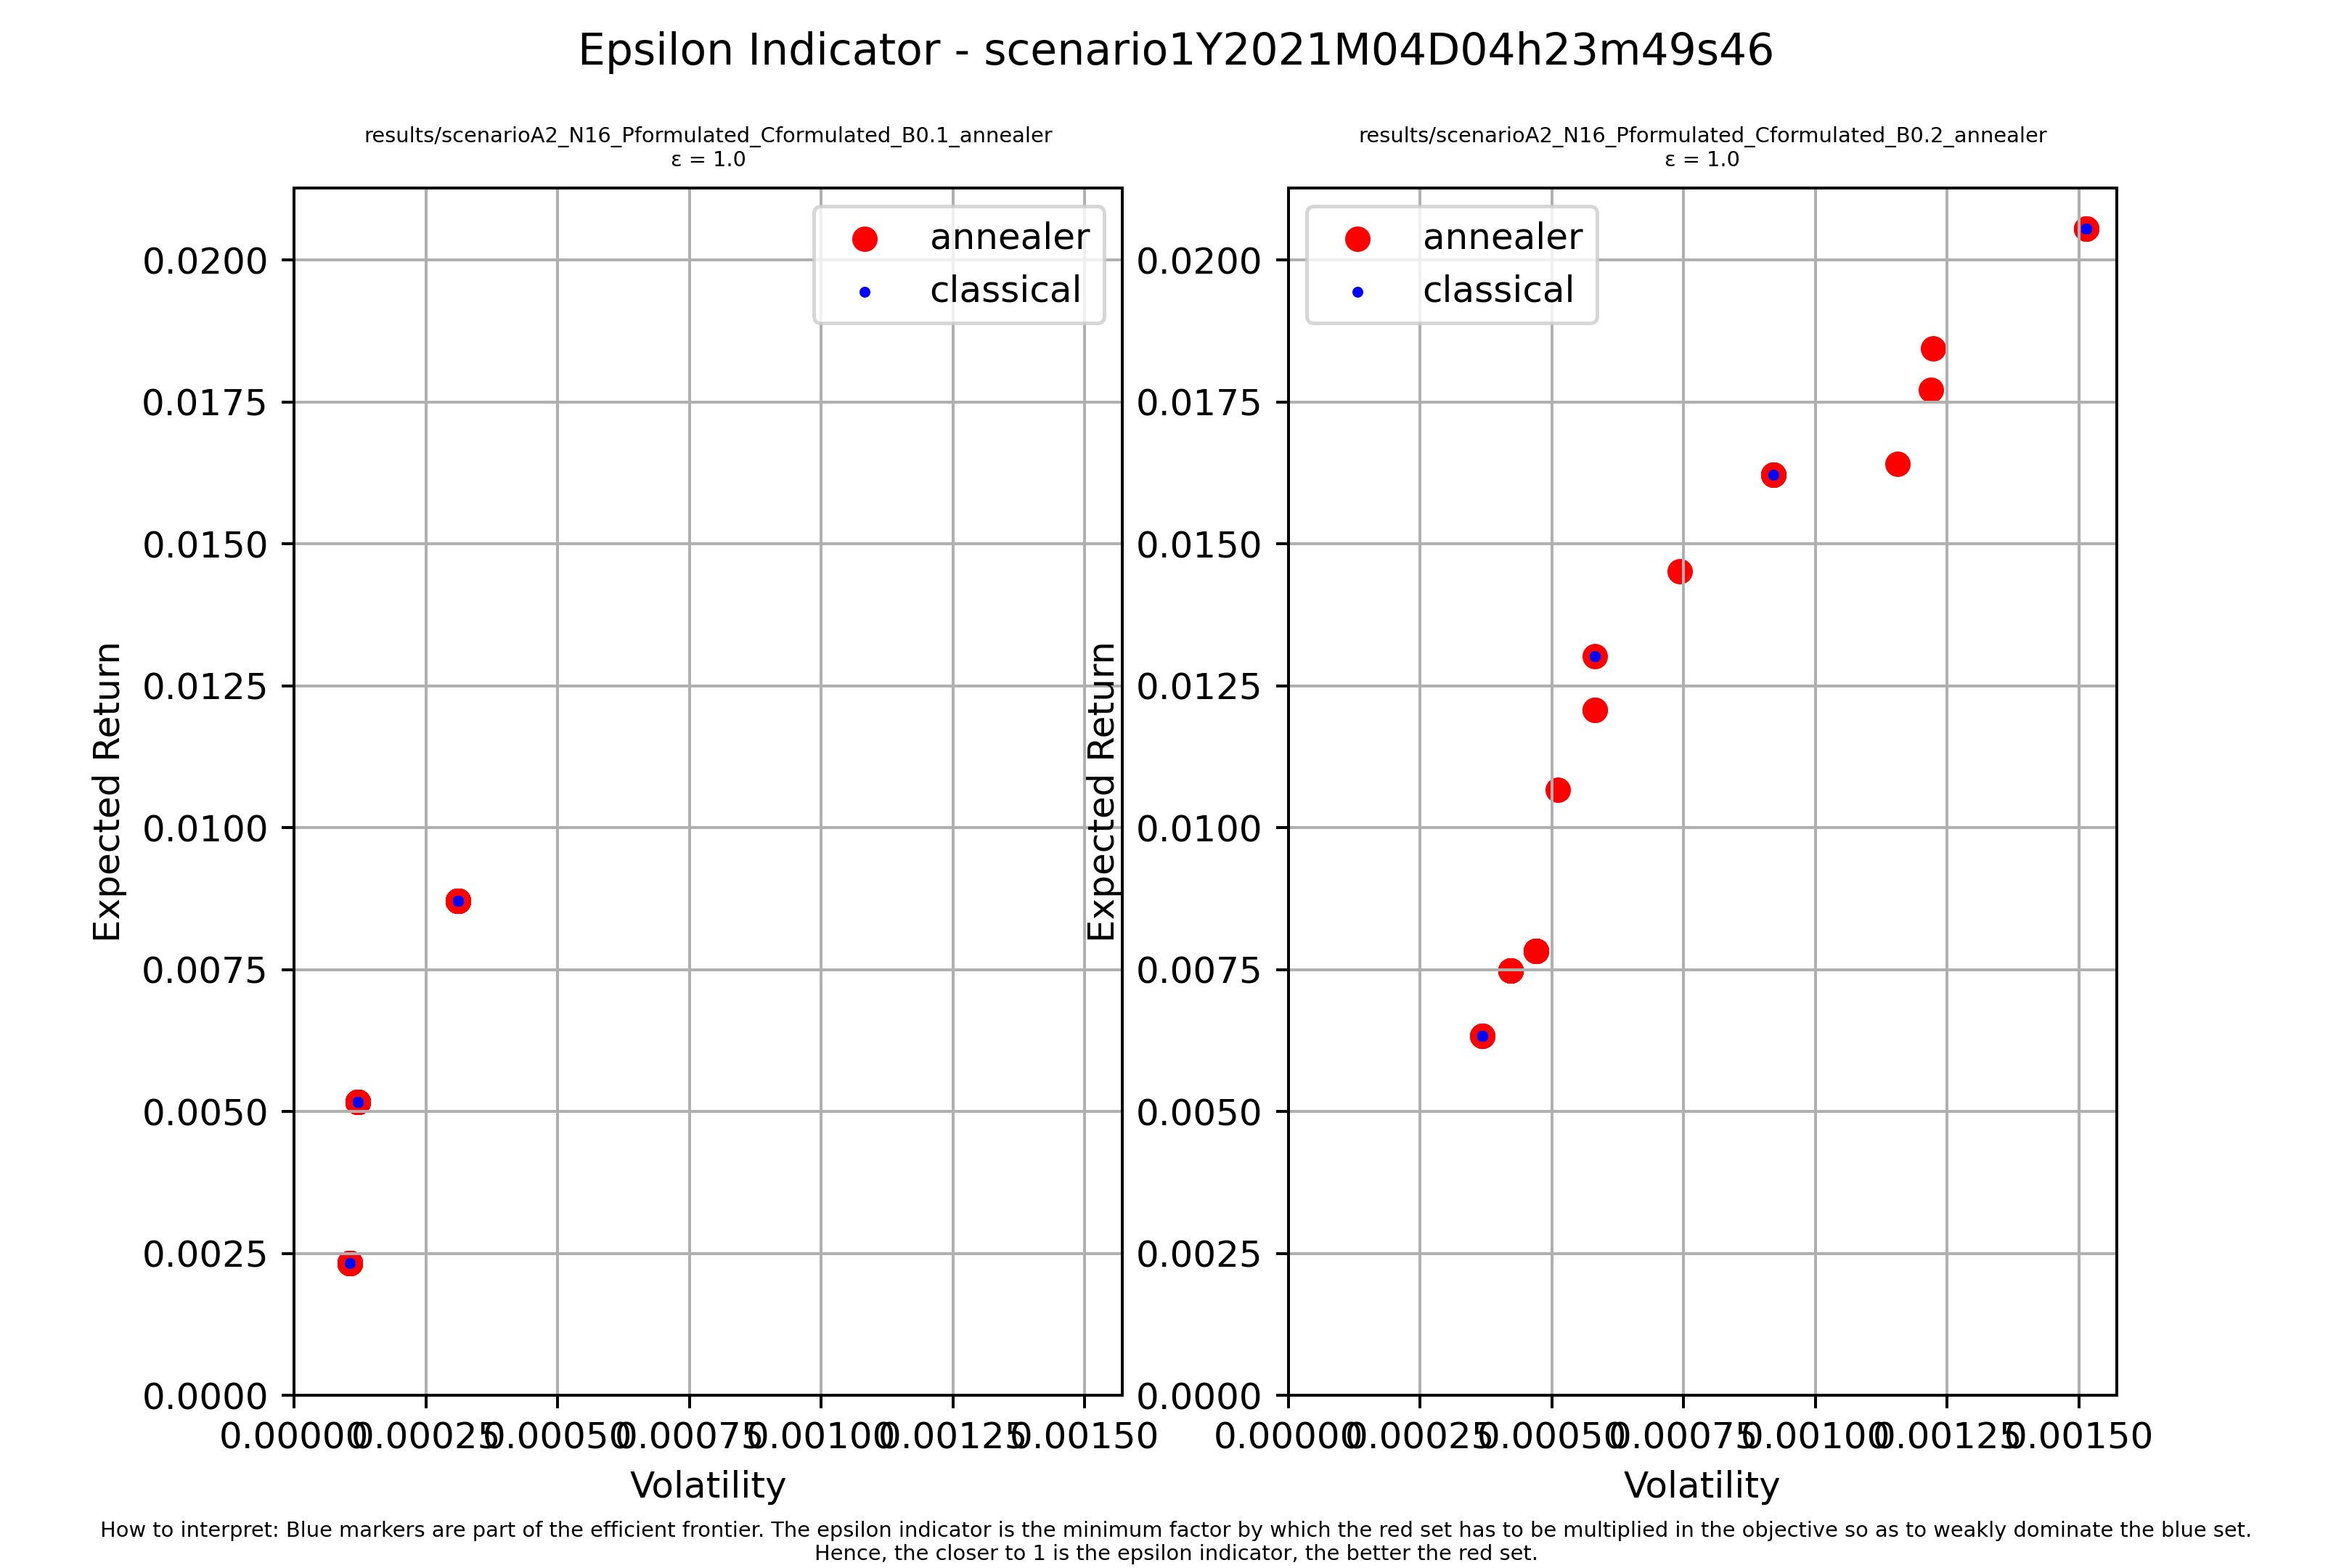 Epsilon Indicator - scenario1Y2021M04D04h23m49s46
results/scenarioA2_N16_Pformulated_Cformulated_B0.1_annealer
ε = 1.0
annealer
classical
0.0200
0.0175
0.0150
0.0125
0.0100
0.0075
0.0050
0.0025
0.0000
Expected Return
0.00000 0.00025 0.00050 0.00075 0.00100 0.00125 0.00150
Volatility
results/scenarioA2_N16_Pformulated_Cformulated_B0.2_annealer
ε = 1.0
annealer
classical
0.0200
0.0175
0.0150
0.0125
0.0100
0.0075
0.0050
0.0025
0.0000
Expected Return
0.00000 0.00025 0.00050 0.00075 0.00100 0.00125 0.00150
Volatility
How to interpret: Blue markers are part of the efficient frontier. The epsilon indicator is the minimum factor by which the red set has to be multiplied in the objective so as to weakly dominate the blue set.
Hence, the closer to 1 is the epsilon indicator, the better the red set.